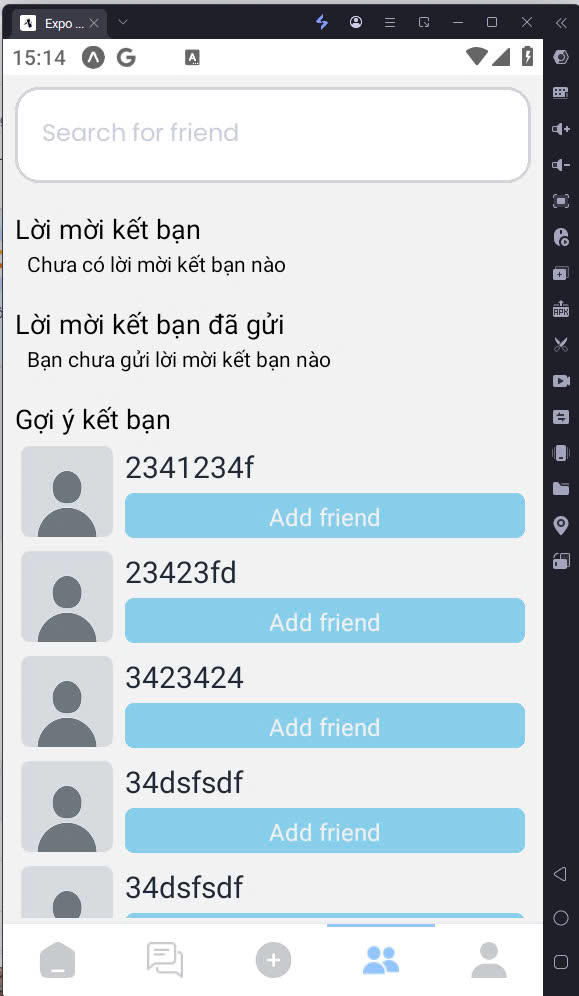 Expo ...
15:14
Search for friend
Lời mời kết bạn
Chưa có lời mời kết bạn nào
Lời mời kết bạn đã gửi
Bạn chưa gửi lời mời kết bạn nào
Gợi ý kết bạn
2341234f
Add friend
23423fd
Add friend
3423424
Add friend
34dsfsdf
Add friend
34dsfsdf